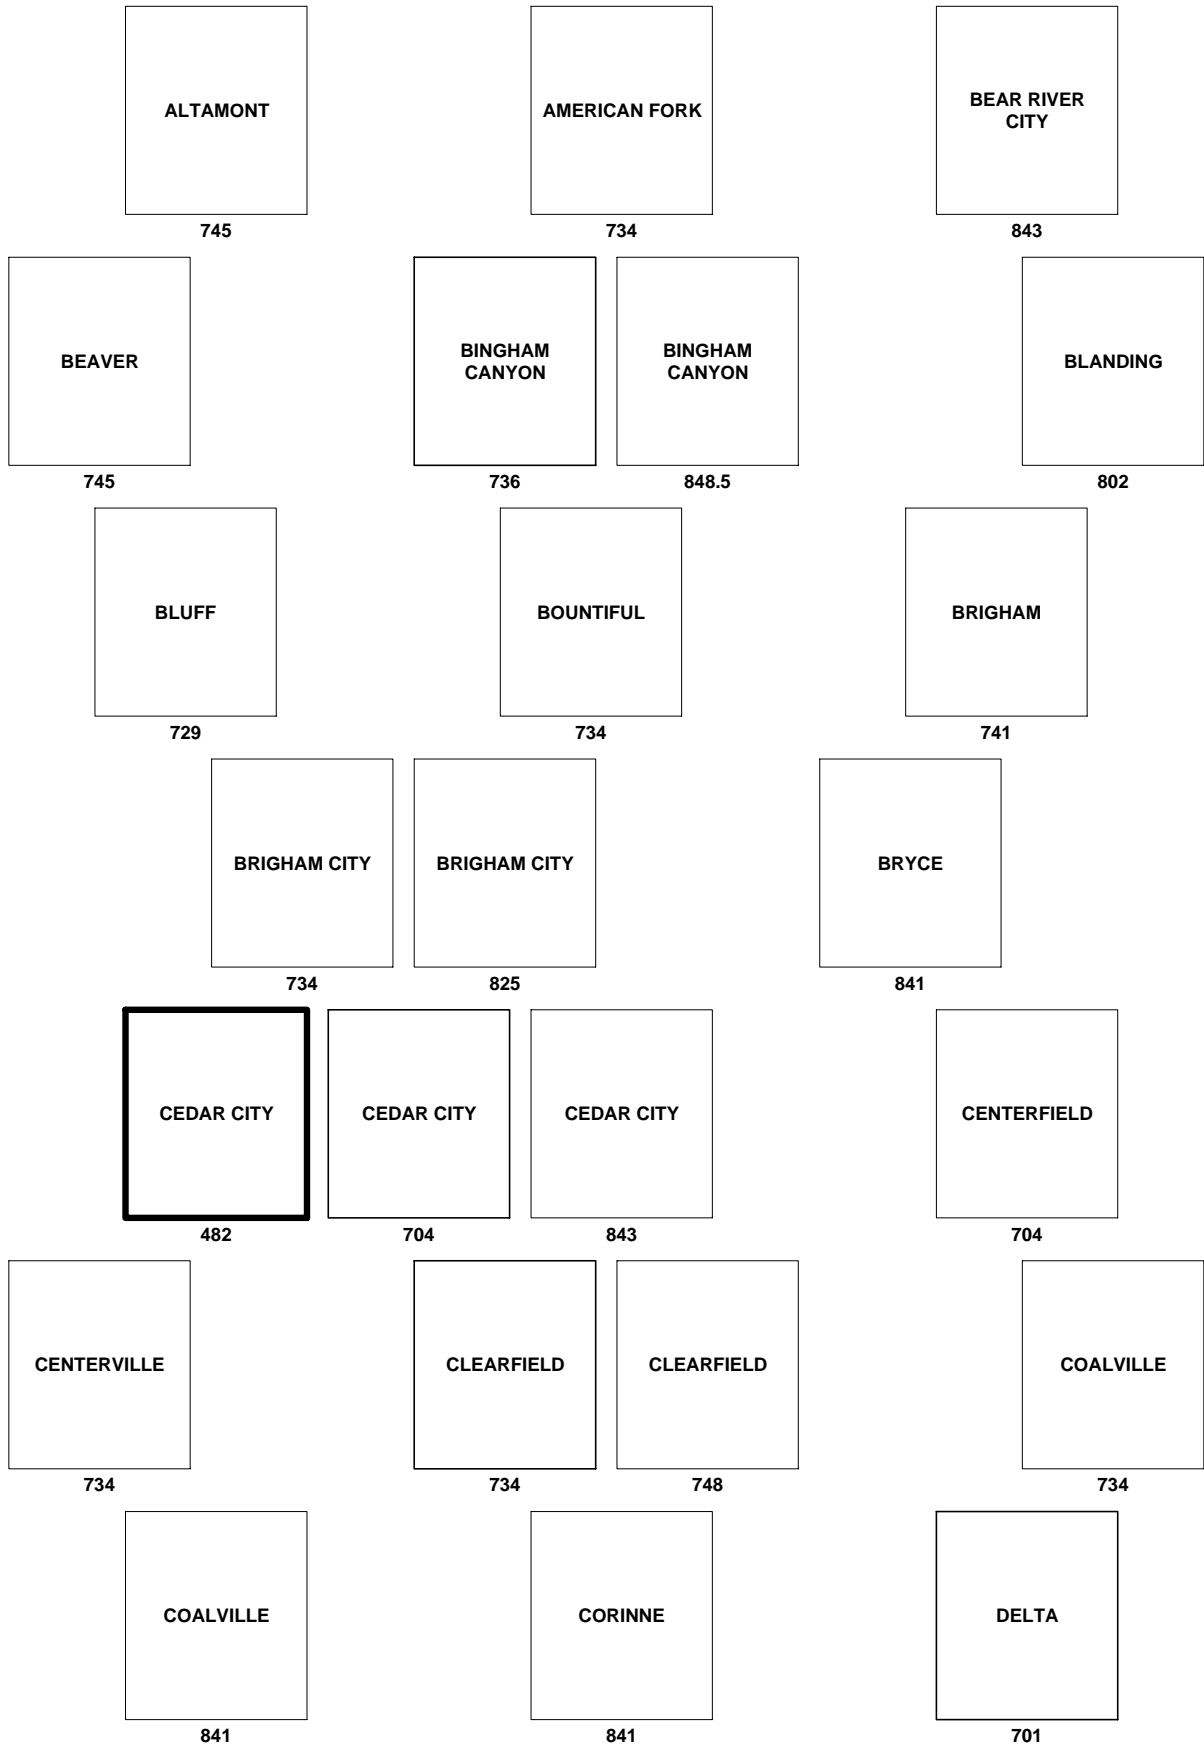 ALTAMONT
745
AMERICAN FORK
734
BEAR RIVER
CITY
843
BEAVER
745
BINGHAM
CANYON
736
BINGHAM
CANYON
848.5
BLANDING
802
BLUFF
729
BOUNTIFUL
734
BRIGHAM
741
BRIGHAM CITY
734
BRIGHAM CITY
825
BRYCE
841
CEDAR CITY
482
CEDAR CITY
704
CEDAR CITY
843
CENTERFIELD
704
CENTERVILLE
734
CLEARFIELD
734
CLEARFIELD
748
COALVILLE
734
COALVILLE
841
CORINNE
841
DELTA
701